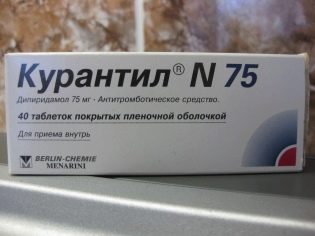 Курантил® N 75
Дипиридамол 75 мг - Антитромботическое средство.
40 таблеток покрытых пленочной оболочкой
Для приема внутрь
BERLIN-CHEMIE
MENARINI